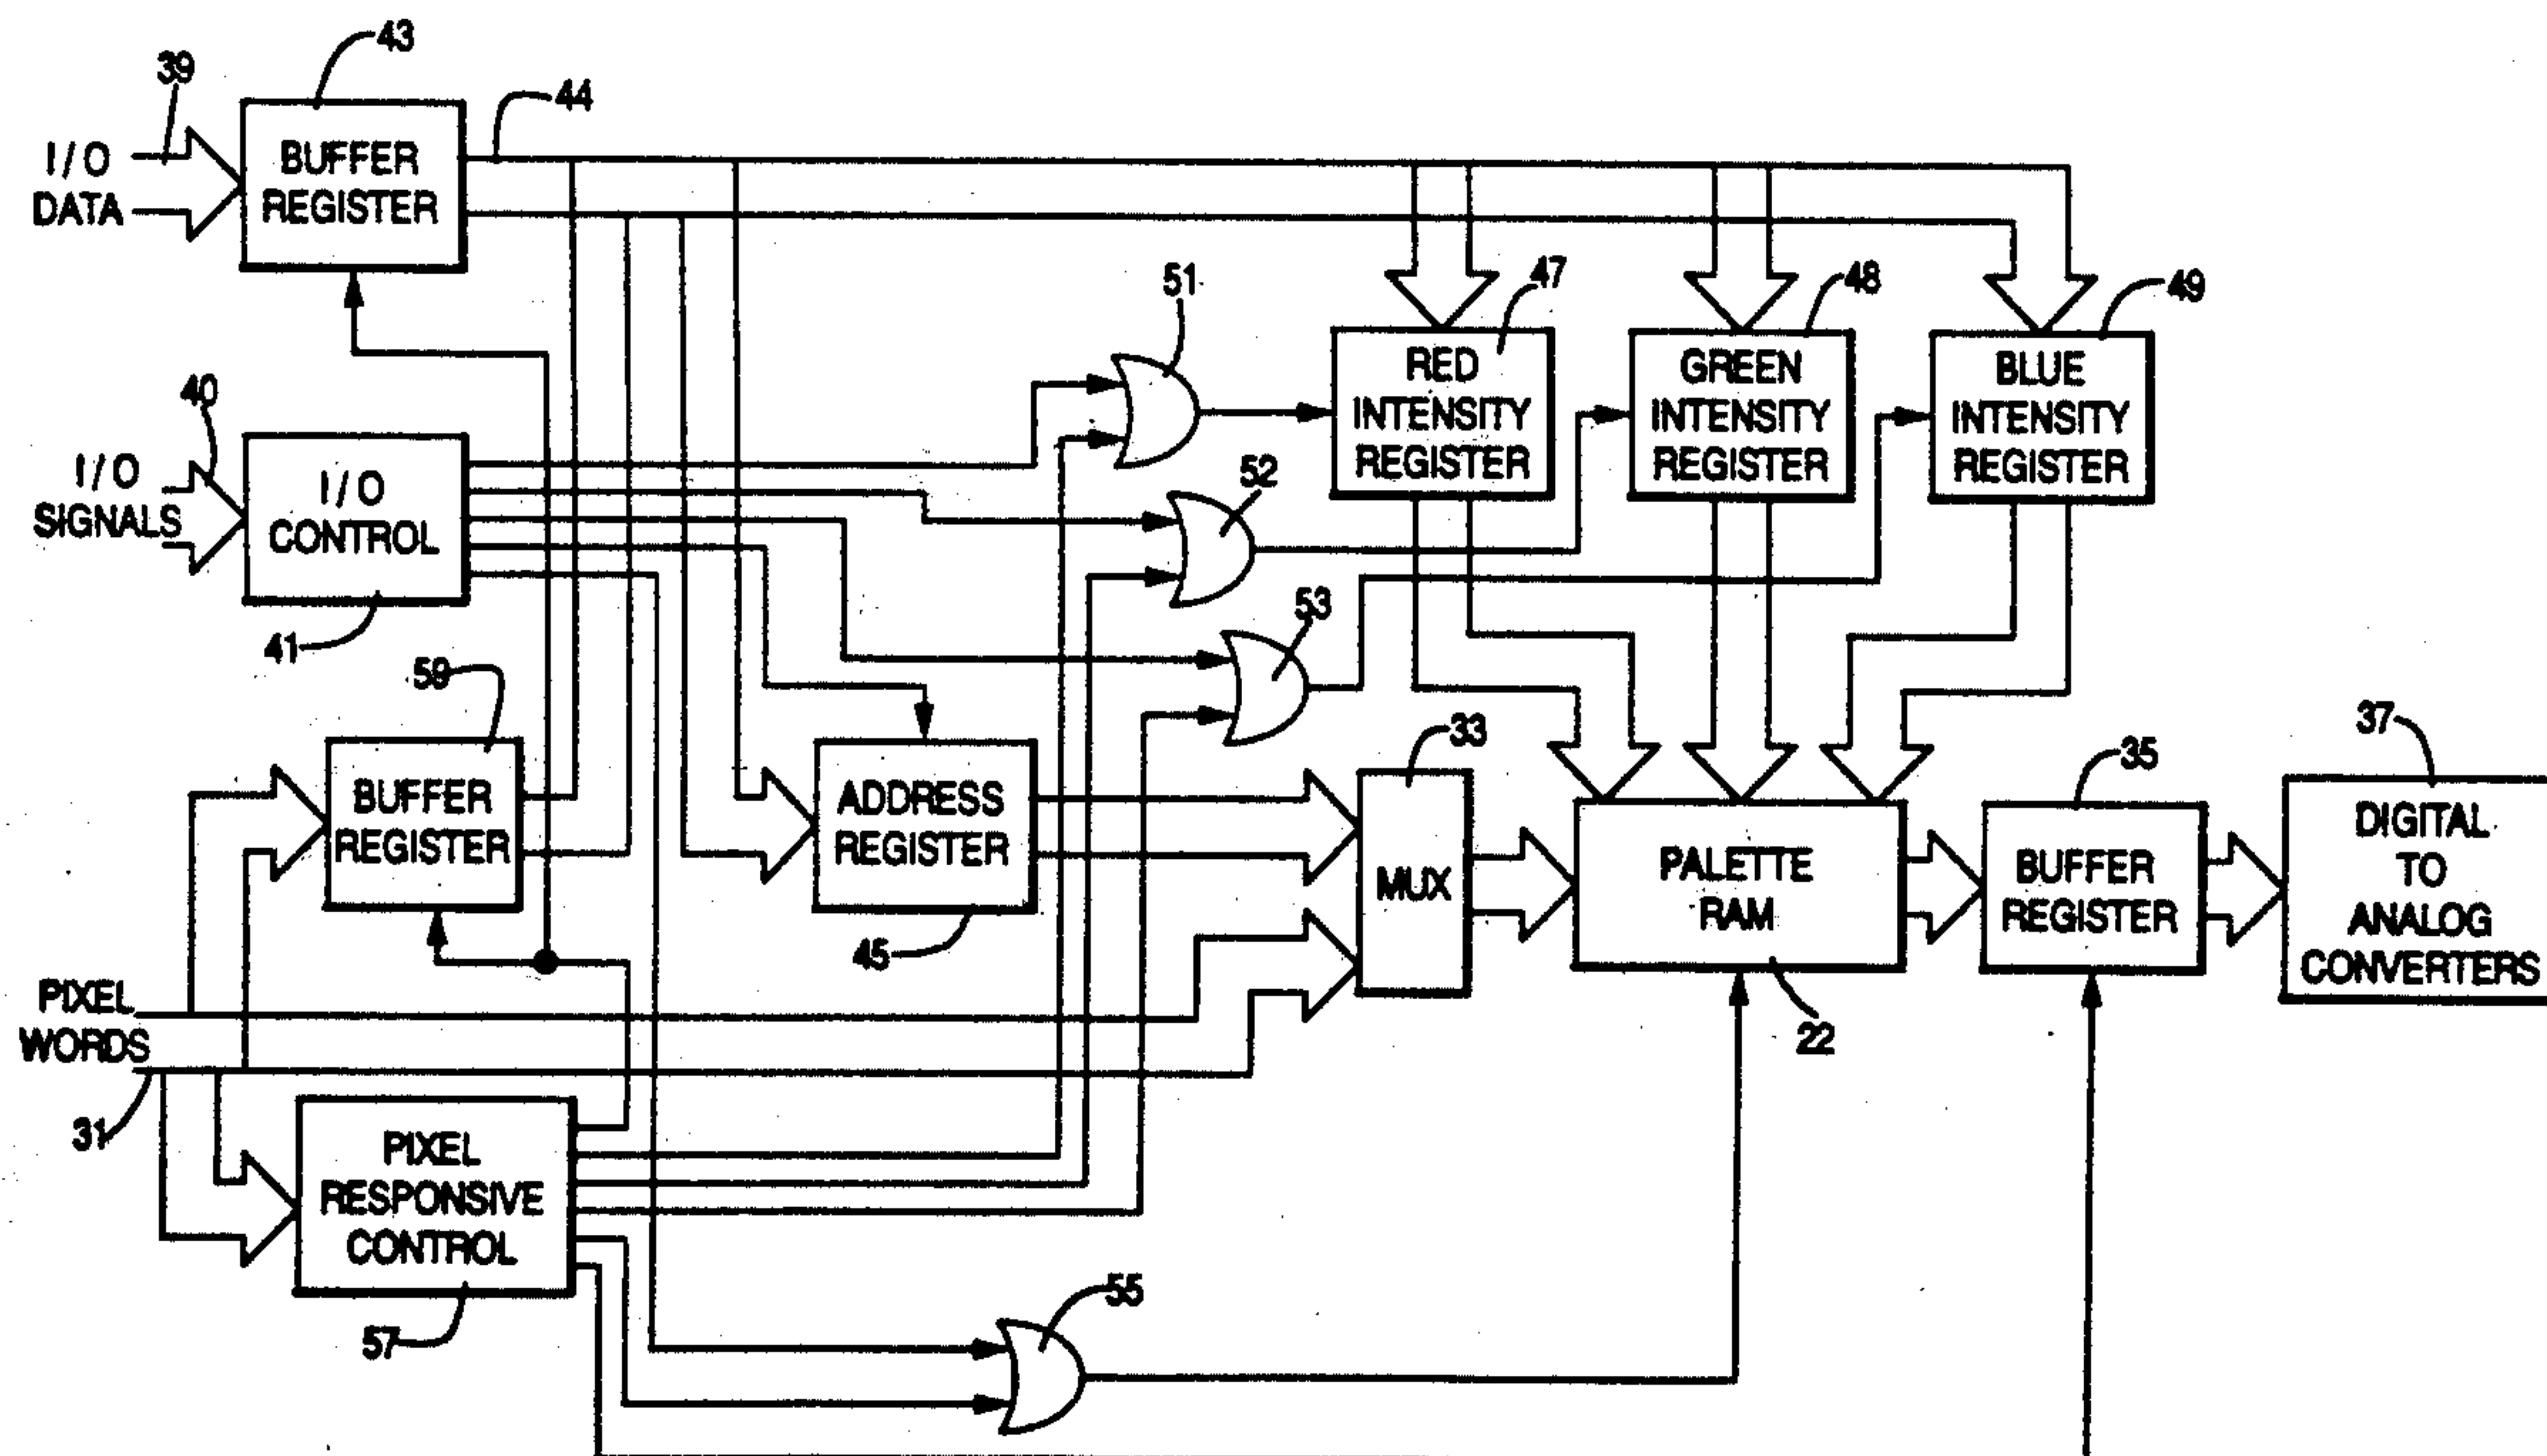 43
39
44
I/O
DATA
BUFFER
REGISTER
51
47
48
49
40
I/O
SIGNALS
I/O
CONTROL
41
RED
INTENSITY
REGISTER
GREEN
INTENSITY
REGISTER
BLUE
INTENSITY
REGISTER
52
53
59
BUFFER
REGISTER
ADDRESS
REGISTER
45
33
MUX
PALETTE
RAM
22
35
BUFFER
REGISTER
37
DIGITAL
TO
ANALOG
CONVERTERS
PIXEL
WORDS
31
PIXEL
RESPONSIVE
CONTROL
57
55